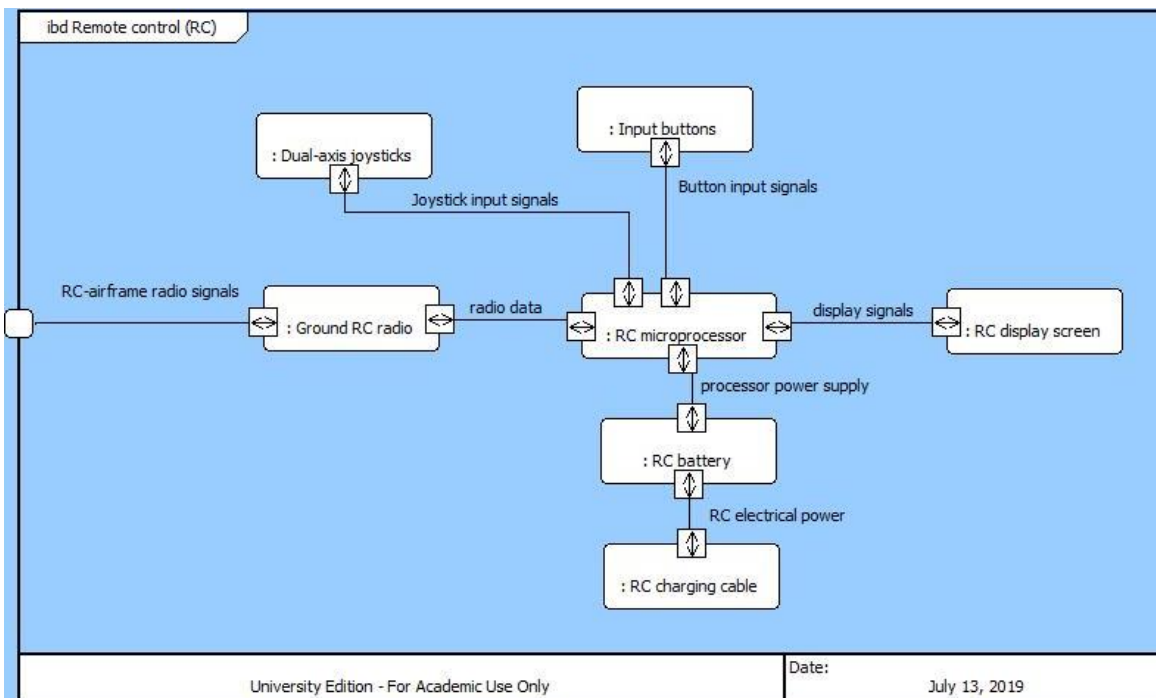 ibd Remote control (RC)
: Input buttons
: Dual-axis joysticks
Button input signals
Joystick input signals
RC-airframe radio signals
radio data
display signals
: Ground RC radio
: RC microprocessor
: RC display screen
processor power supply
: RC battery
RC electrical power
: RC charging cable
University Edition - For Academic Use Only
Date:
July 13, 2019